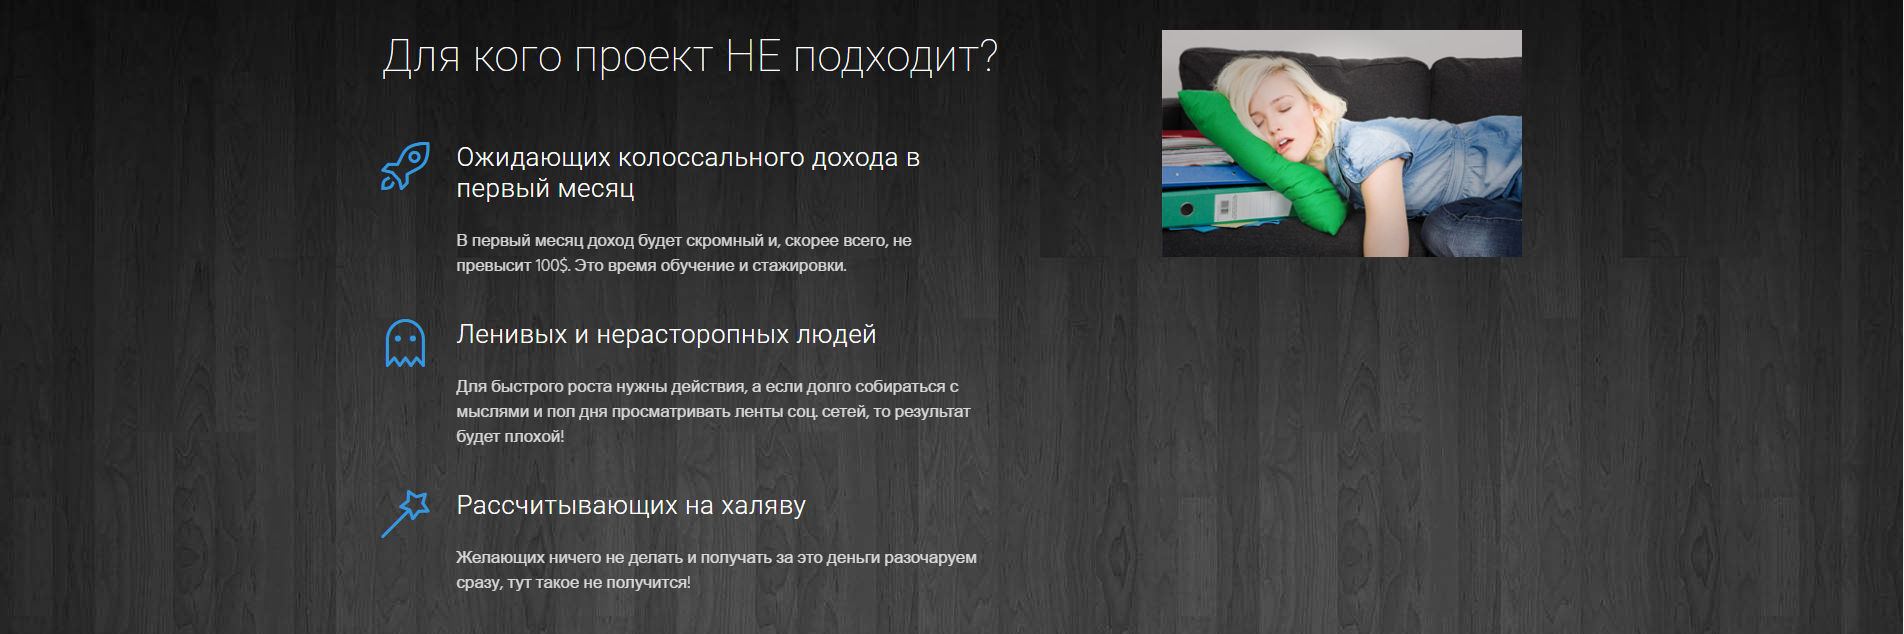 Для кого проект НЕ подходит?
Ожидающих колоссального дохода в
первый месяц
В первый месяц доход будет скромный и, скорее всего, не
превысит 100$. Это время обучение и стажировки.
Ленивых и нерасторопных людей
Для быстрого роста нужны действия, а если долго собираться с
мыслями и пол дня просматривать ленты соц. сетей, то результат
будет плохой!
Рассчитывающих на халяву
Желающих ничего не делать и получать за это деньги разочаруем
сразу, тут такое не получится!